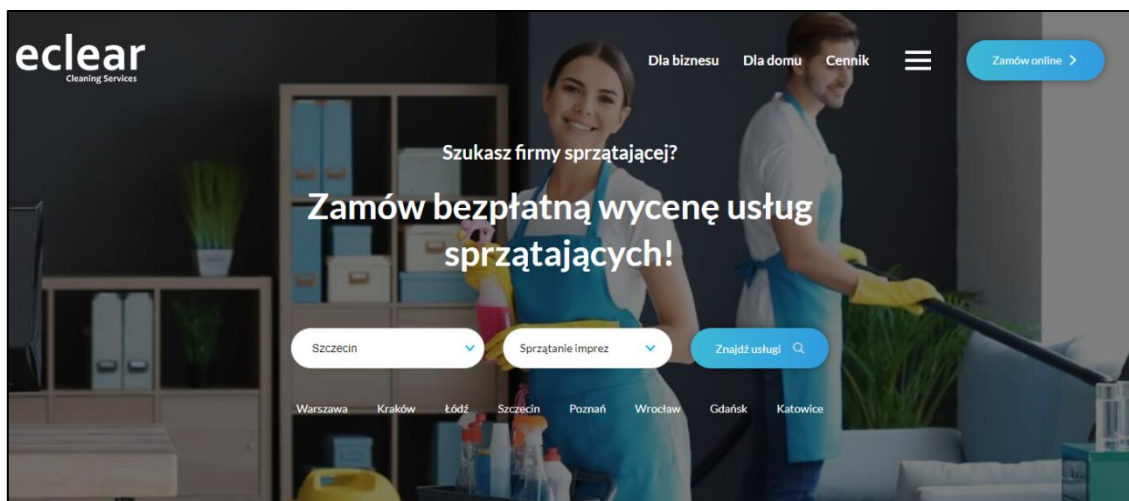 eclear
Cleaning Services
Dla biznesu Dla domu Cennik
Zamów online
Szukasz firmy sprzątającej?
Zamów bezpłatną wycenę usług
sprzątających!
Szczecin
Sprzątanie imprez
Znajdź usługi
Warszawa Kraków Łódź Szczecin Poznań Wrocław Gdańsk Katowice